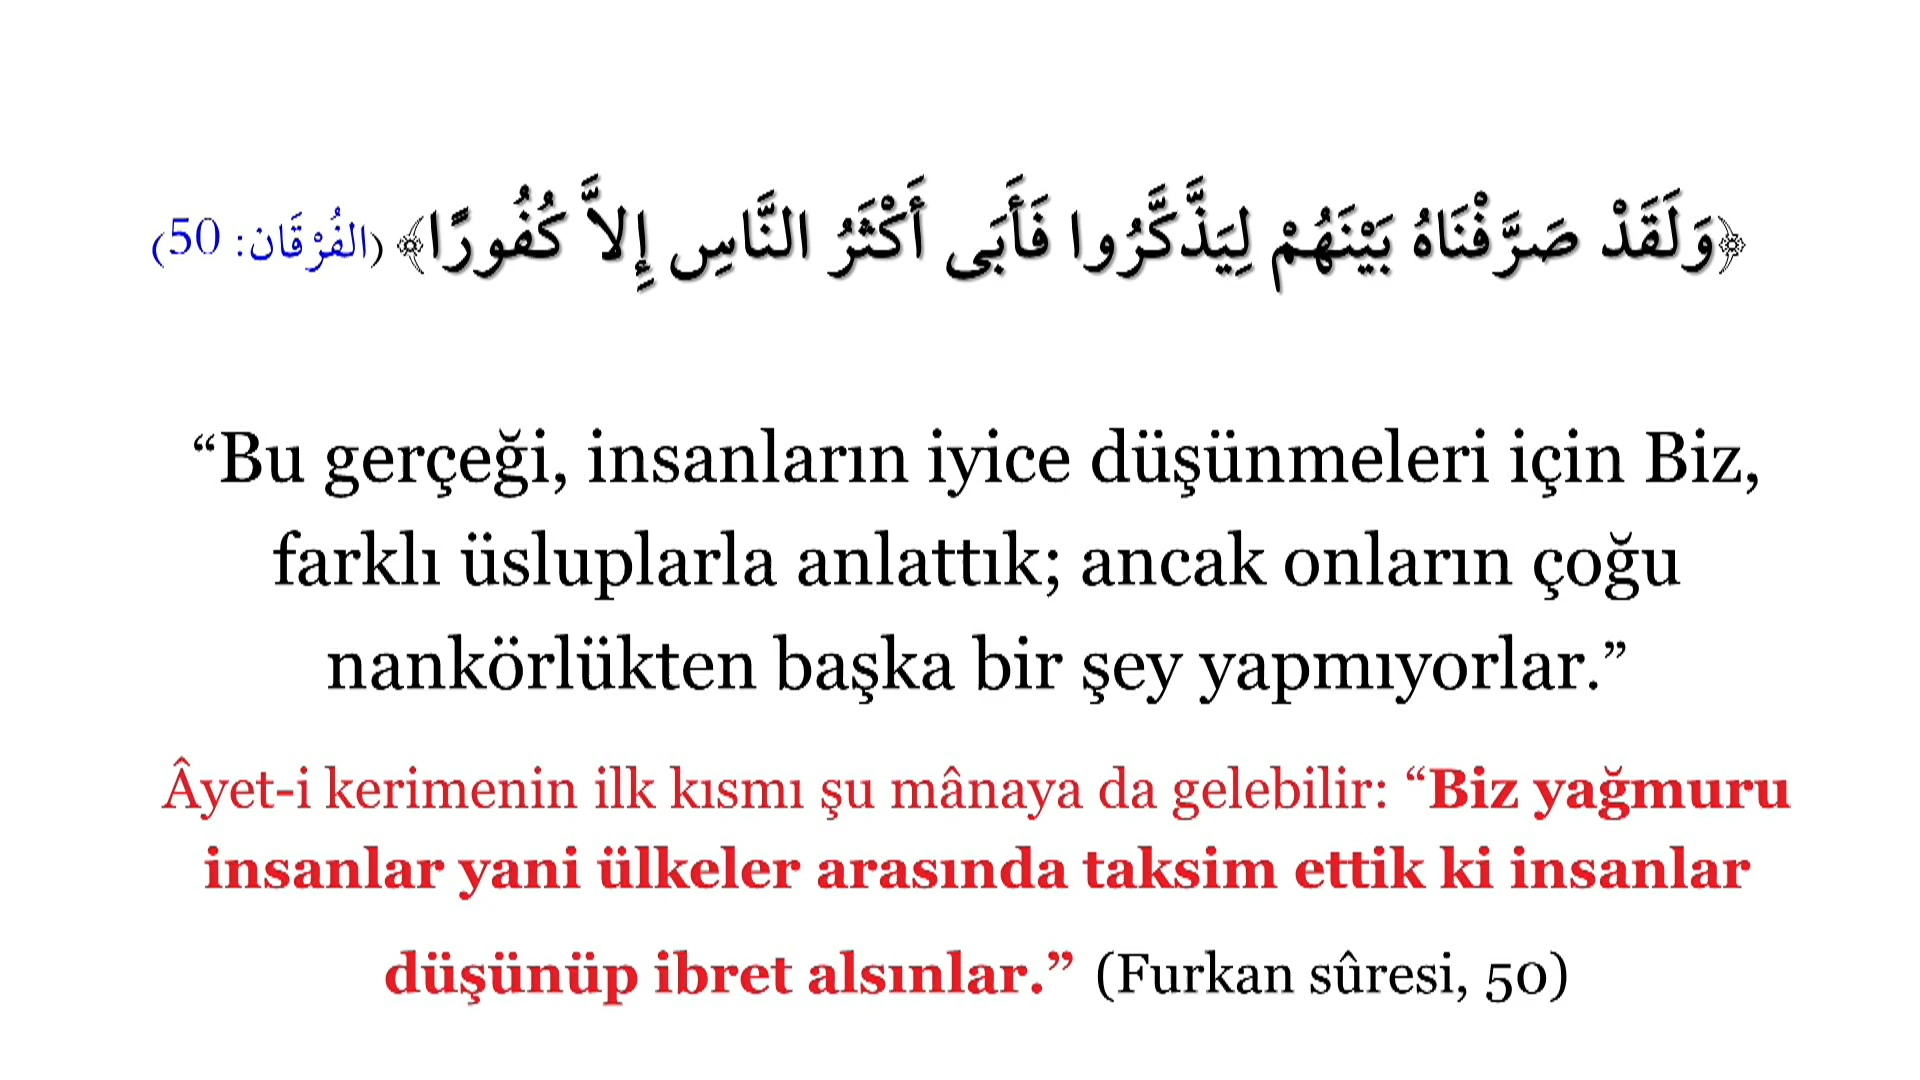 ﴿وَلَقَدْ صَرَّفْنَاهُ بَيْنَهُمْ لِيَذَّكَّرُوا فَأَبَى أَكْثَرُ النَّاسِ إِلاَّ كُفُورًا﴾ (الفُرْقَان: 50)
“Bu gerçeği, insanların iyice düşünmeleri için Biz,
farklı üsluplarla anlattık; ancak onların çoğu
nankörlükten başka bir şey yapmıyorlar.”
Âyet-i kerimenin ilk kısmı şu mânaya da gelebilir: “Biz yağmuru
insanlar yani ülkeler arasında taksim ettik ki insanlar
düşünüp ibret alsınlar.” (Furkan sûresi, 50)